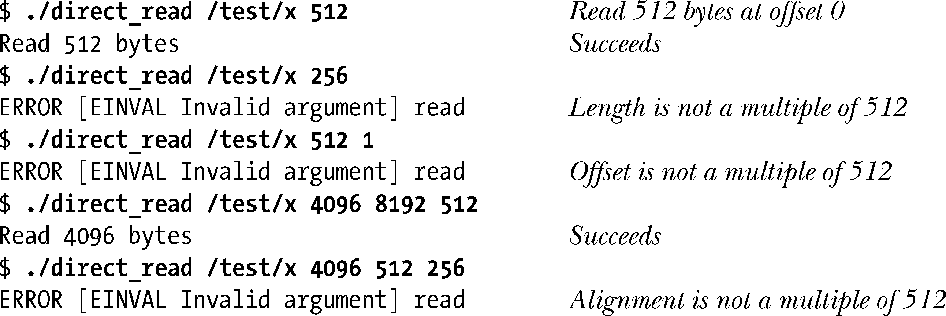 $ ./direct_read /test/x 512 Read 512 bytes at offset 0
Read 512 bytes Succeeds
$ ./direct_read /test/x 256
ERROR [EINVAL Invalid argument] read Length is not a multiple of 512
$ ./direct_read /test/x 512 1
ERROR [EINVAL Invalid argument] read Offset is not a multiple of 512
$ ./direct_read /test/x 4096 8192 512
Read 4096 bytes Succeeds
$ ./direct_read /test/x 4096 512 256
ERROR [EINVAL Invalid argument] read Alignment is not a multiple of 512